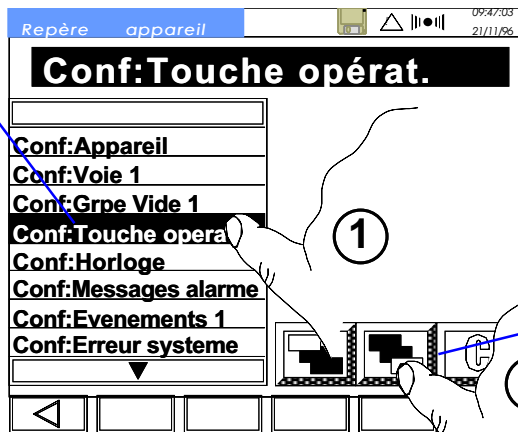 Repère appareil
09:47:03
21/11/96
Conf:Touche opérat.
Conf:Appareil
Conf:Voie 1
Conf:Grpe Vide 1
Conf:Touche opera
Conf:Horloge
Conf:Messages alarme
Conf:Evenements 1
Conf:Erreur systeme
1